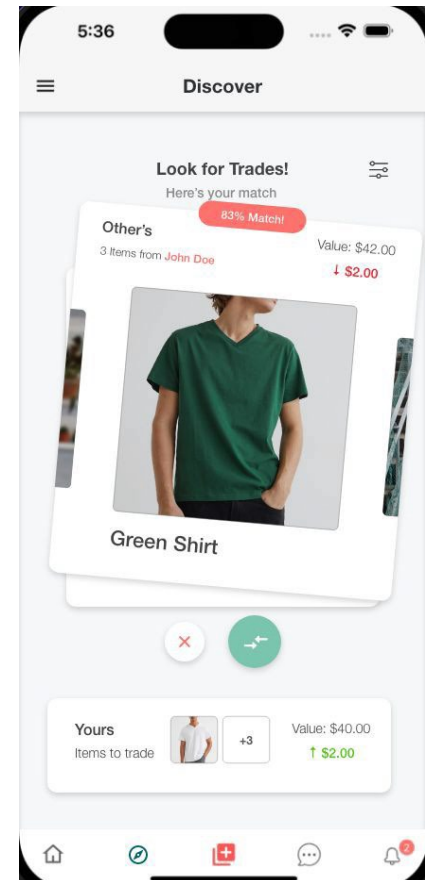 5:36
Discover
Look for Trades!
Here's your match
83% Match!
Other's
Value: $42.00
3 Items from John Doe
↓ $2.00
Green Shirt
Yours
+3
Value: $40.00
Items to trade
↑ $2.00
2